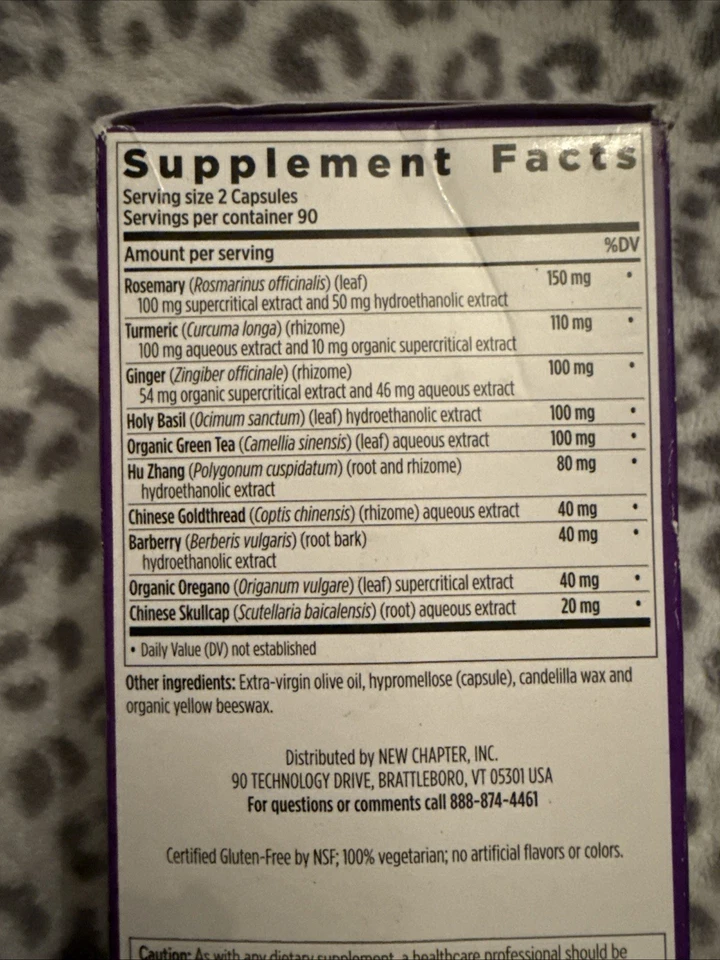 Supplement Facts
Serving size 2 Capsules
Servings per container 90
Amount per serving %DV
Rosemary (Rosmarinus officinalis) (leaf) 150 mg •
100 mg supercritical extract and 50 mg hydroethanolic extract
Turmeric (Curcuma longa) (rhizome) 110 mg •
100 mg aqueous extract and 10 mg organic supercritical extract
Ginger (Zingiber officinale) (rhizome) 100 mg •
54 mg organic supercritical extract and 46 mg aqueous extract
Holy Basil (Ocimum sanctum) (leaf) hydroethanolic extract 100 mg •
Organic Green Tea (Camellia sinensis) (leaf) aqueous extract 100 mg •
Hu Zhang (Polygonum cuspidatum) (root and rhizome) 80 mg •
hydroethanolic extract
Chinese Goldthread (Coptis chinensis) (rhizome) aqueous extract 40 mg •
Barberry (Berberis vulgaris) (root bark) 40 mg •
hydroethanolic extract
Organic Oregano (Origanum vulgare) (leaf) supercritical extract 40 mg •
Chinese Skullcap (Scutellaria baicalensis) (root) aqueous extract 20 mg •
• Daily Value (DV) not established
Other ingredients: Extra-virgin olive oil, hypromellose (capsule), candelilla wax and
organic yellow beeswax.
Distributed by NEW CHAPTER, INC.
90 TECHNOLOGY DRIVE, BRATTLEBORO, VT 05301 USA
For questions or comments call 888-874-4461
Certified Gluten-Free by NSF; 100% vegetarian; no artificial flavors or colors.
Caution: As with any dietary supplement, a healthcare professional should be